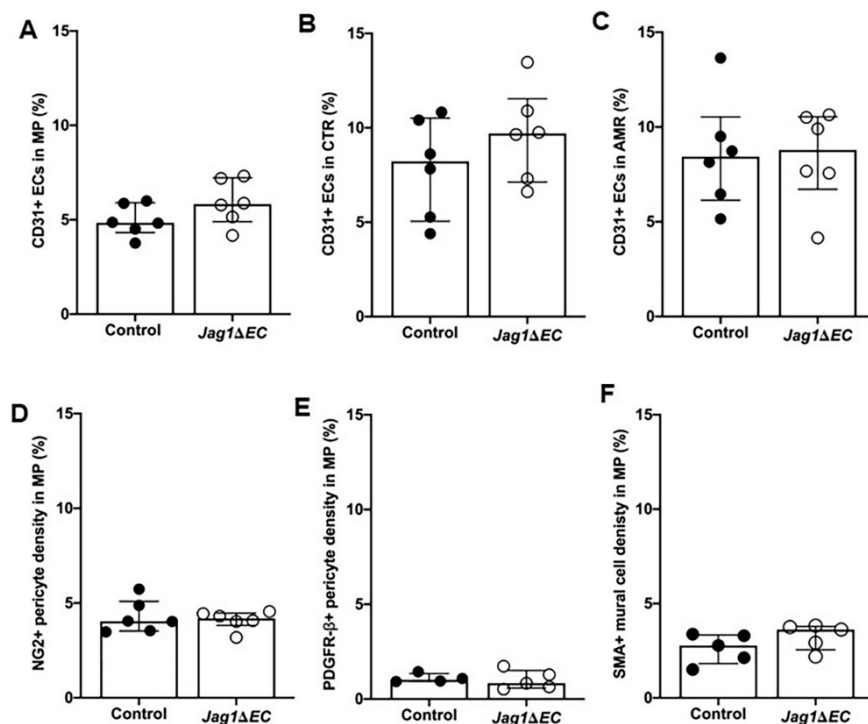 A
CD31+ ECs in MP (%)
15
10
5
0
Control
Jag1ΔEC
B
CD31+ ECs in CTR (%)
15
10
5
0
Control
Jag1ΔEC
C
CD31+ ECs in AMR (%)
15
10
5
0
Control
Jag1ΔEC
D
NG2+ pericyte density in MP (%)
15
10
5
0
Control
Jag1ΔEC
E
PDGFR-β+ pericyte density in MP (%)
15
10
5
0
Control
Jag1ΔEC
F
SMA+ mural cell denisty in MP (%)
15
10
5
0
Control
Jag1ΔEC